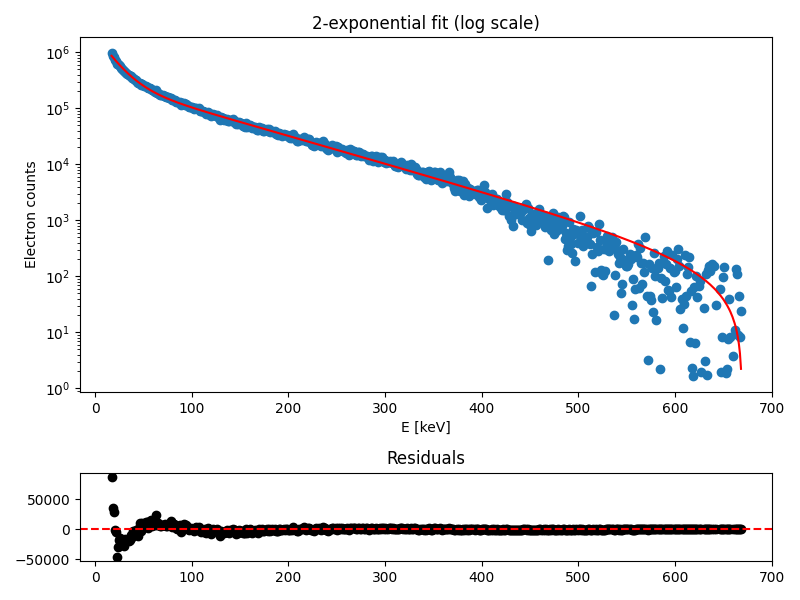 2-exponential fit (log scale)
Electron counts
10⁶
10⁵
10⁴
10³
10²
10¹
10⁰
0 100 200 300 400 500 600 700
E [keV]
Residuals
50000
0
−50000
0 100 200 300 400 500 600 700